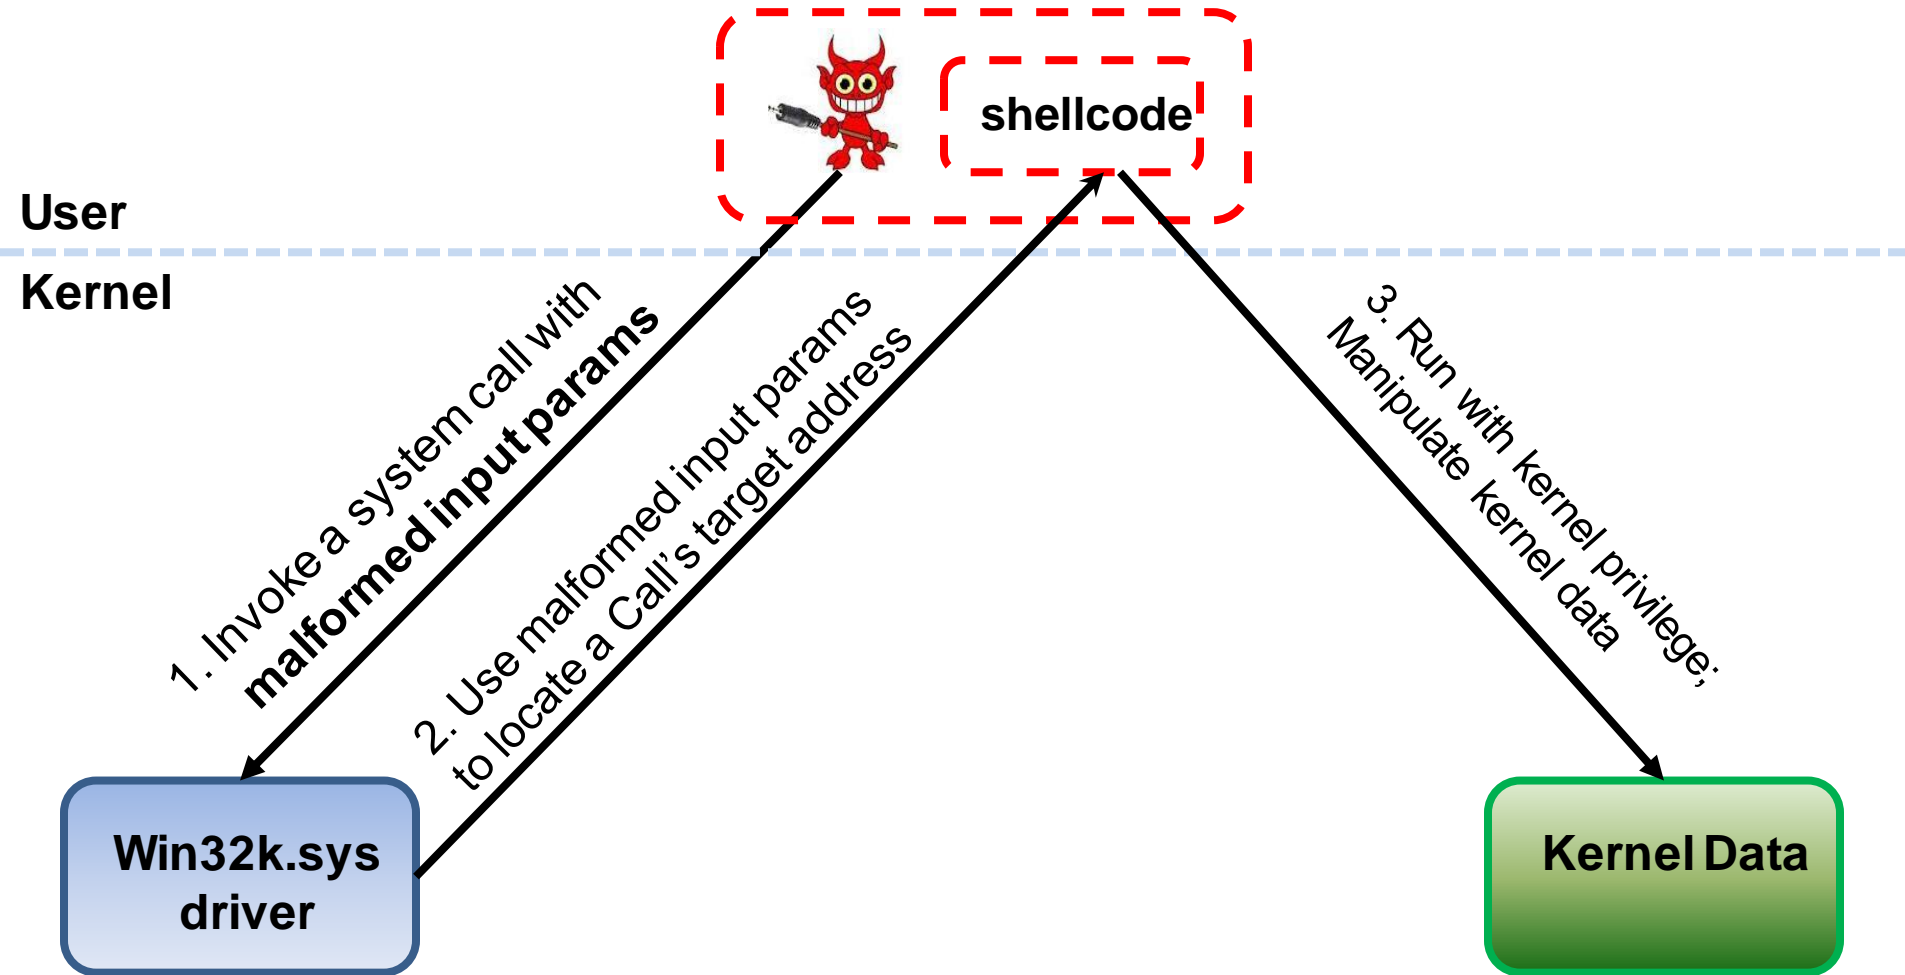 shellcode
User
Kernel
1. Invoke a system call with
malformed input params
2. Use malformed input params
to locate a Call’s target address
3. Run with kernel privilege;
Manipulate kernel data
Win32k.sys
driver
Kernel Data